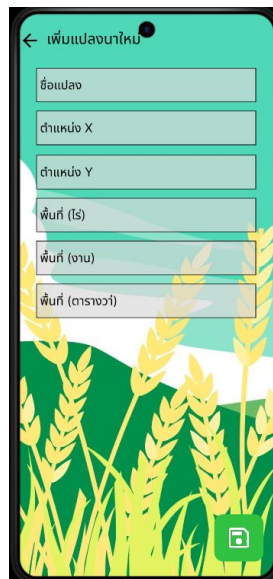 เพิ่มแปลงนาใหม่
ชื่อแปลง
ตำแหน่ง X
ตำแหน่ง Y
พื้นที่ (ไร่)
พื้นที่ (งาน)
พื้นที่ (ตารางวา)